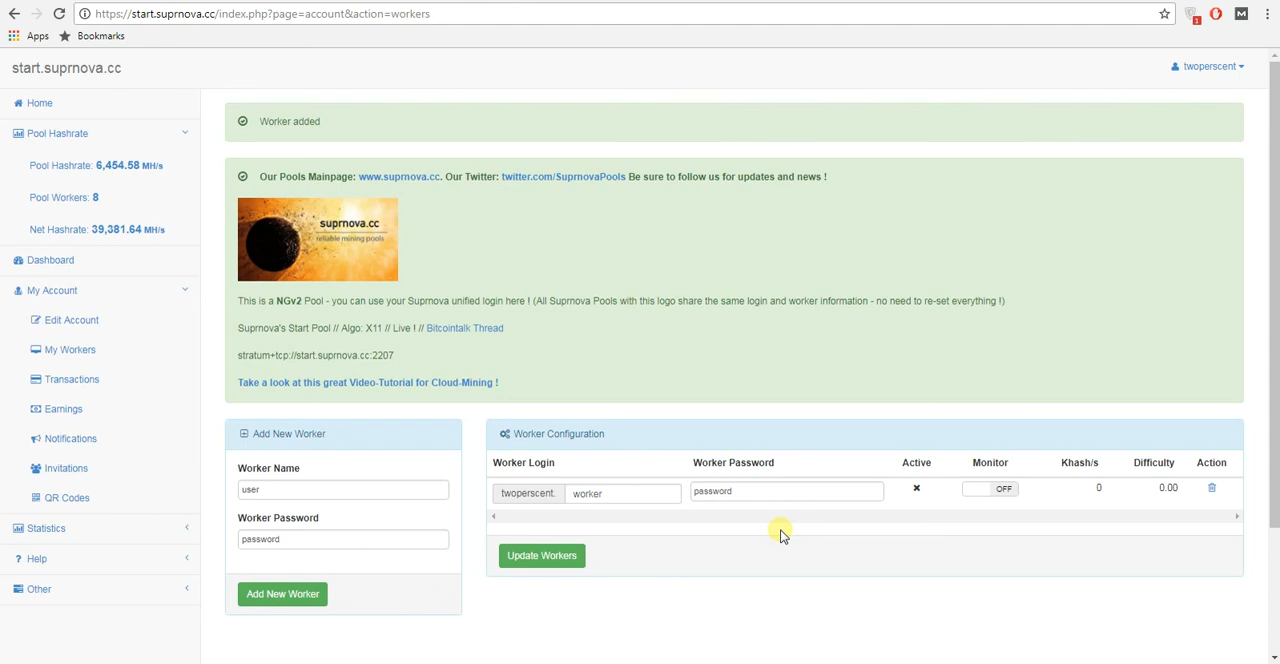 https://start.suprnova.cc/index.php?page=account&action=workers
1
M
Apps
Bookmarks
start.suprnova.cc
twoperscent
Home
Pool Hashrate
Pool Hashrate: 6,454.58 MH/s
Pool Workers: 8
Net Hashrate: 39,381.64 MH/s
Dashboard
My Account
Edit Account
My Workers
Transactions
Earnings
Notifications
Invitations
QR Codes
Statistics
? Help
Other
Worker added
Our Pools Mainpage: www.suprnova.cc. Our Twitter: twitter.com/SuprnovaPools Be sure to follow us for updates and news !
suprnova.cc
reliable mining pools
This is a NGv2 Pool - you can use your Suprnova unified login here ! (All Suprnova Pools with this logo share the same login and worker information - no need to re-set everything !)
Suprnova's Start Pool // Algo: X11 // Live ! // Bitcointalk Thread
stratum+tcp://start.suprnova.cc:2207
Take a look at this great Video-Tutorial for Cloud-Mining !
Add New Worker
Worker Name
user
Worker Password
password
Add New Worker
Worker Configuration
Worker Login Worker Password Active Monitor Khash/s Difficulty Action
twoperscent. worker password OFF 0 0.00
Update Workers